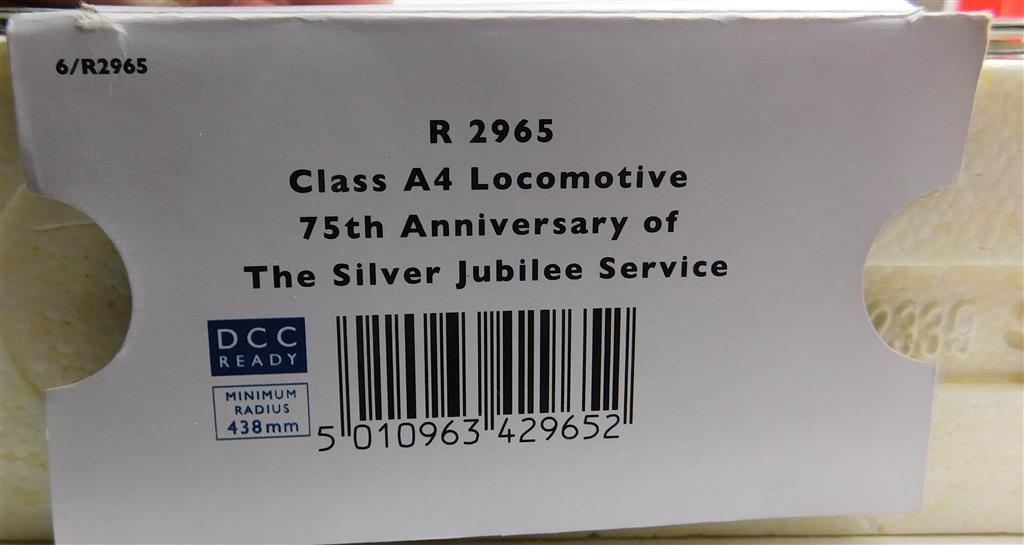 6/R2965
R 2965
Class A4 Locomotive
75th Anniversary of
The Silver Jubilee Service
DCC
READY
MINIMUM
RADIUS
438mm
5 010963 429652
2339